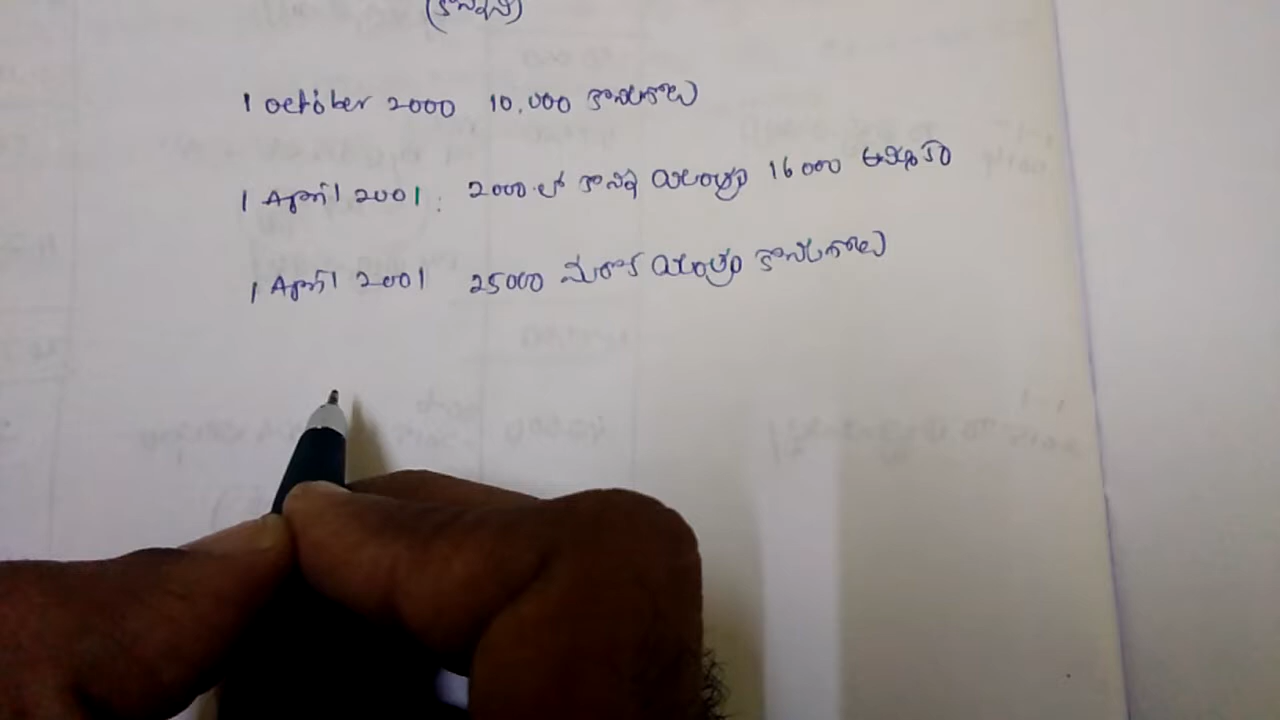 1 October 2000 10,000 కొనుగోలు
1 April 2001: 2000 లో కొన్న యంత్రం 16000 అమ్మకం
1 April 2001 25000 మరొక యంత్రం కొనుగోలు